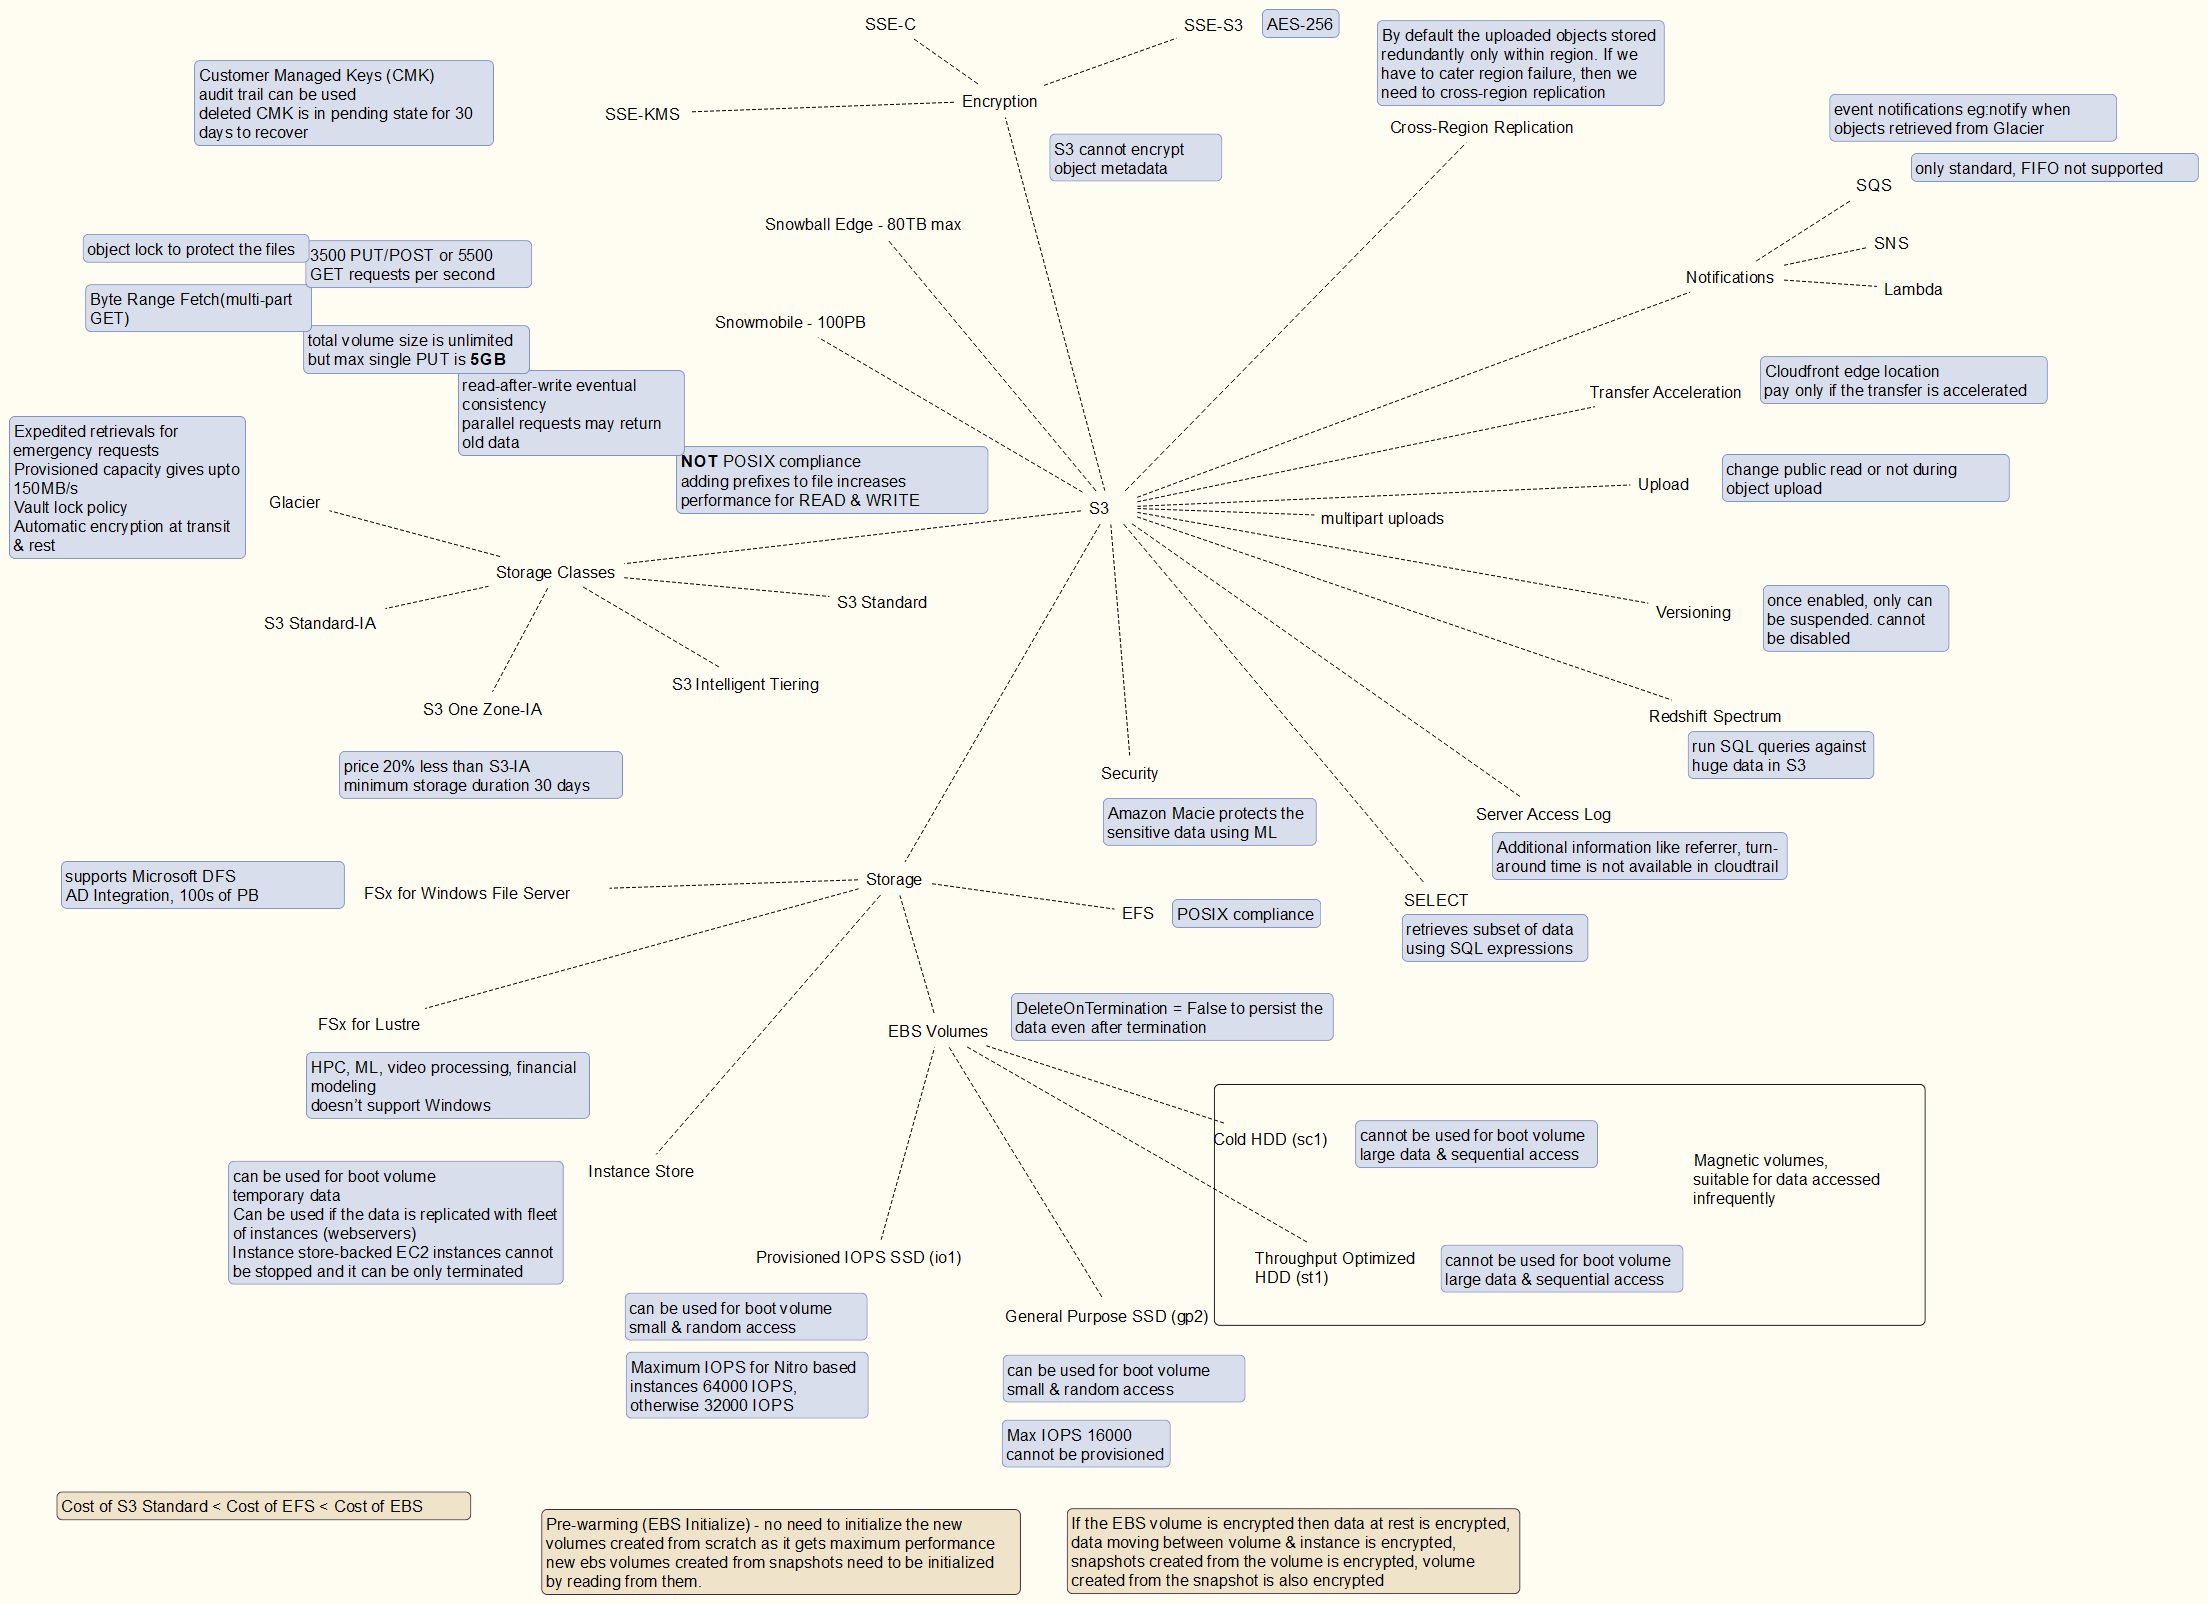 SSE-C
SSE-S3
AES-256
By default the uploaded objects stored
redundantly only within region. If we
have to cater region failure, then we
need to cross-region replication
Customer Managed Keys (CMK)
audit trail can be used
deleted CMK is in pending state for 30
days to recover
SSE-KMS
Encryption
Cross-Region Replication
event notifications eg:notify when
objects retrieved from Glacier
S3 cannot encrypt
object metadata
only standard, FIFO not supported
SQS
Snowball Edge - 80TB max
SNS
object lock to protect the files
3500 PUT/POST or 5500
GET requests per second
Notifications
Lambda
Byte Range Fetch(multi-part
GET)
Snowmobile - 100PB
total volume size is unlimited
but max single PUT is 5GB
Transfer Acceleration
Cloudfront edge location
pay only if the transfer is accelerated
read-after-write eventual
consistency
parallel requests may return
old data
Expedited retrievals for
emergency requests
Provisioned capacity gives upto
150MB/s
Vault lock policy
Automatic encryption at transit
& rest
NOT POSIX compliance
adding prefixes to file increases
performance for READ & WRITE
Glacier
S3
Upload
change public read or not during
object upload
multipart uploads
Storage Classes
S3 Standard
S3 Standard-IA
Versioning
once enabled, only can
be suspended. cannot
be disabled
S3 Intelligent Tiering
S3 One Zone-IA
Redshift Spectrum
run SQL queries against
huge data in S3
price 20% less than S3-IA
minimum storage duration 30 days
Security
Amazon Macie protects the
sensitive data using ML
Server Access Log
Additional information like referrer, turn-
around time is not available in cloudtrail
supports Microsoft DFS
AD Integration, 100s of PB
FSx for Windows File Server
Storage
EFS
POSIX compliance
SELECT
retrieves subset of data
using SQL expressions
FSx for Lustre
EBS Volumes
DeleteOnTermination = False to persist the
data even after termination
HPC, ML, video processing, financial
modeling
doesn't support Windows
Cold HDD (sc1)
cannot be used for boot volume
large data & sequential access
Magnetic volumes,
suitable for data accessed
infrequently
can be used for boot volume
temporary data
Can be used if the data is replicated with fleet
of instances (webservers)
Instance store-backed EC2 instances cannot
be stopped and it can be only terminated
Instance Store
Provisioned IOPS SSD (io1)
Throughput Optimized
HDD (st1)
cannot be used for boot volume
large data & sequential access
can be used for boot volume
small & random access
General Purpose SSD (gp2)
Maximum IOPS for Nitro based
instances 64000 IOPS,
otherwise 32000 IOPS
can be used for boot volume
small & random access
Max IOPS 16000
cannot be provisioned
Cost of S3 Standard < Cost of EFS < Cost of EBS
Pre-warming (EBS Initialize) - no need to initialize the new
volumes created from scratch as it gets maximum performance
new ebs volumes created from snapshots need to be initialized
by reading from them.
If the EBS volume is encrypted then data at rest is encrypted,
data moving between volume & instance is encrypted,
snapshots created from the volume is encrypted, volume
created from the snapshot is also encrypted